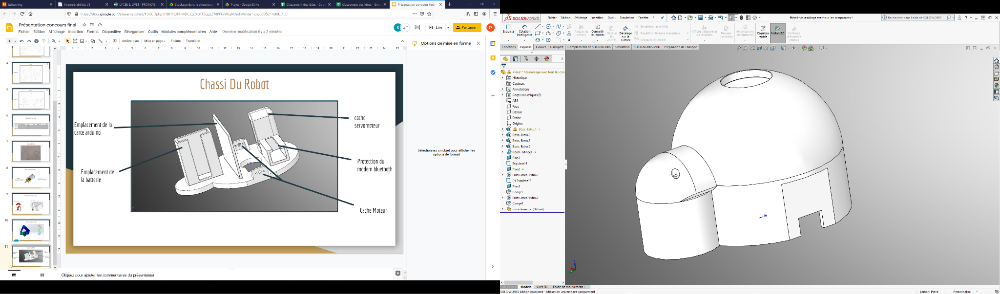 itslearning
Interopérabilités VS
LYCEE E. LIVET - PRONOTE
Stockage dans le cloud pou
Projet - Google Drive
Classement des idées - Goo
Classement des idées - Goo
Présentation concours final
Présentation concours final
Fichier Édition Affichage Insertion Format Diapositive Réorganiser Outils Modules complémentaires Aide
Dernière modification il y a 2 minutes
Lire
Partager
Arrière-plan Mise en page Thème Transition
Options de mise en forme
Sélectionnez un objet pour afficher les
options de format
4
5
6
7
8
9
10
11
Chassi Du Robot
Emplacement de la
carte arduino
Emplacement de
la batterie
cache
servomoteur
Protection du
modem bluetooth
Cache Moteur
Cliquez pour ajouter les commentaires du présentateur
SOLIDWORKS
Fichier Edition Affichage Insertion Outils Simulation Fenêtre ?
Pièce1^Assemblage avec tous les componants *
Rechercher dans l'aide de SOLIDWORKS
Esquisse
Cotation
intelligente
Ajuster les
entités
Convertir
les entités
Décaler
les
entités
Décalage
sur la
surface
Symétriser les entités
Répétition linéaire d'esquisse
Déplacer les entités
Afficher/Supprimer
les relations
Réparer
l'esquisse
Aimantations
instantanées
Esquisse
rapide
Instant2D
Contours
d'esquisse
ombrés
Fonctions Esquisse Evaluer DimXpert Compléments de SOLIDWORKS Simulation SOLIDWORKS MBD Préparation de l'analyse
Pièce1^Assemblage avec tous les con
Historique
Capteurs
Annotations
Corps volumiques(2)
ABS
Face
Dessus
Droite
Origine
Boss.-Extru.1 ->
Boss.-Extru.2
Boss.-Extru.3
Boss.-Extru.9
Révol.-Mince1 ->
Plan1
Esquisse14
Plan2 ->
Enlèv. mat.-Extru.2
(-) Esquisse18
Plan3
Congé1
Enlèv. mat.-Extru.3
Congé3
mini dome -> (Défaut)
Modèle Vues 3D Etude de mouvement 1
SOLIDWORKS Edition étudiante - Utilisation universitaire uniquement
Edition: Pièce
Personnalisé